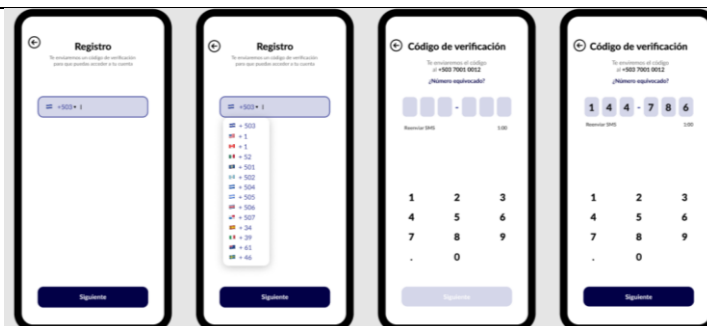 Registro
Te enviaremos un código de verificación
para que puedas acceder a tu cuenta
+503
Siguiente
Registro
Te enviaremos un código de verificación
para que puedas acceder a tu cuenta
+503
+ 503
+ 1
+ 1
+ 52
+ 501
+ 502
+ 504
+ 505
+ 506
+ 507
+ 34
+ 39
+ 61
+ 46
Siguiente
Código de verificación
Te enviaremos el código
al +503 7001 0012
¿Número equivocado?
-
Reenviar SMS 1:00
1 2 3
4 5 6
7 8 9
. 0
Siguiente
Código de verificación
Te enviaremos el código
al +503 7001 0012
¿Número equivocado?
1 4 4 - 7 8 6
Reenviar SMS 1:00
1 2 3
4 5 6
7 8 9
. 0
Siguiente